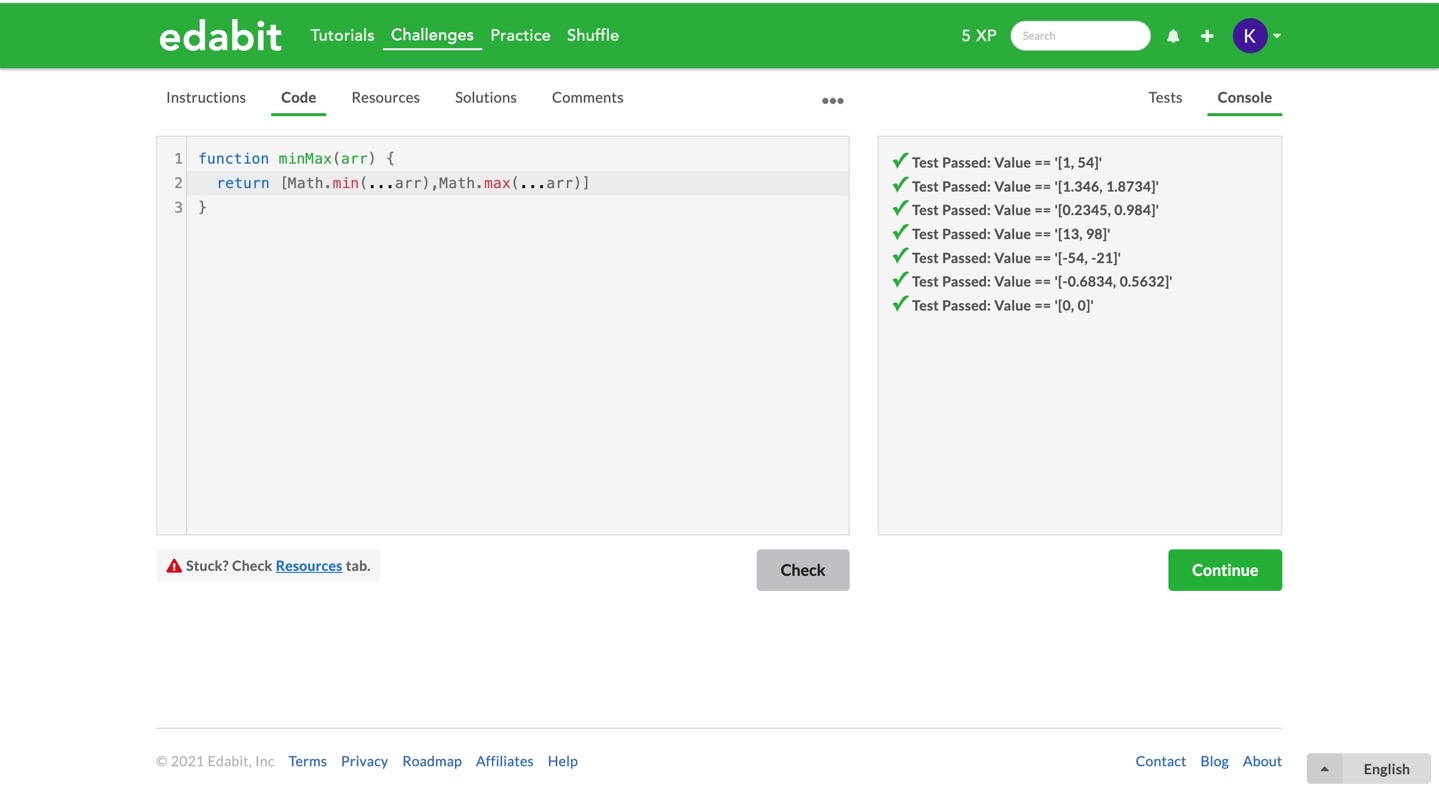 edabit Tutorials Challenges Practice Shuffle 5 XP Search K
Instructions Code Resources Solutions Comments Tests Console
1 function minMax(arr) {
2 return [Math.min(...arr),Math.max(...arr)]
3 }
Test Passed: Value == '[1, 54]'
Test Passed: Value == '[1.346, 1.8734]'
Test Passed: Value == '[0.2345, 0.984]'
Test Passed: Value == '[13, 98]'
Test Passed: Value == '[-54, -21]'
Test Passed: Value == '[-0.6834, 0.5632]'
Test Passed: Value == '[0, 0]'
Stuck? Check Resources tab. Check Continue
© 2021 Edabit, Inc Terms Privacy Roadmap Affiliates Help Contact Blog About
English